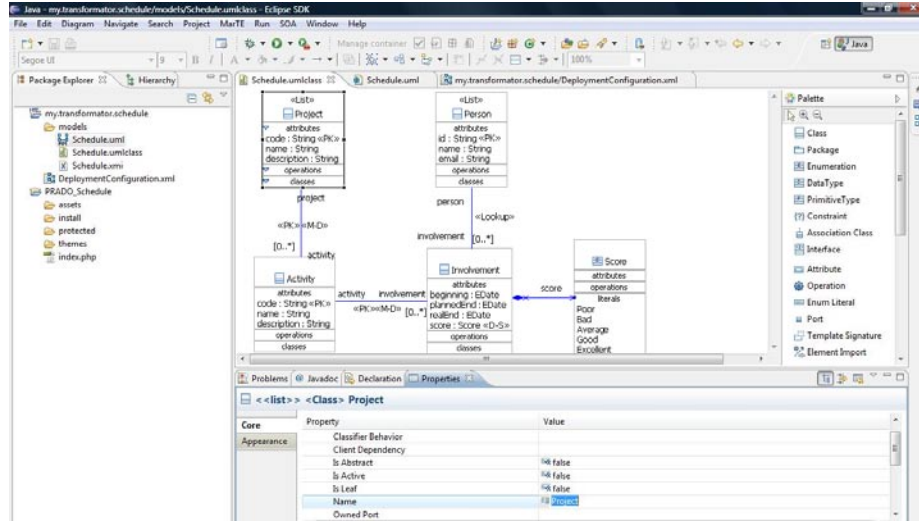 Java - my.transformator.schedule/models/Schedule.umlclass - Eclipse SDK
File Edit Diagram Navigate Search Project MarTE Run SOA Window Help
Manage container
Java
Segoe UI 9 B I A 100%
Package Explorer Hierarchy
my.transformator.schedule
models
Schedule.uml
Schedule.umlclass
Schedule.xmi
DeploymentConfiguration.xml
PRADO_Schedule
assets
install
protected
themes
index.php
Schedule.umlclass Schedule.uml my.transformator.schedule/DeploymentConfiguration.xml
«List»
Project
attributes
code : String «PK»
name : String
description : String
operations
classes
«List»
Person
attributes
id : String «PK»
name : String
email : String
operations
classes
project
«PK» «M-D»
[0..*]
activity
person
«Lookup»
involvement [0..*]
Activity
attributes
code : String «PK»
name : String
description : String
operations
classes
activity involvement
«PK» «M-D» [0..*]
Involvement
attributes
beginning : EDate
plannedEnd : EDate
realEnd : EDate
score : Score «D-S»
operations
classes
score
Score
attributes
operations
literals
Poor
Bad
Average
Good
Excellent
Palette
Class
Package
Enumeration
DataType
PrimitiveType
Constraint
Association Class
Interface
Attribute
Operation
Enum Literal
Port
Template Signature
Element Import
Problems Javadoc Declaration Properties
<<list>> <Class> Project
Core
Appearance
Property Value
Classifier Behavior
Client Dependency
Is Abstract false
Is Active false
Is Leaf false
Name Project
Owned Port